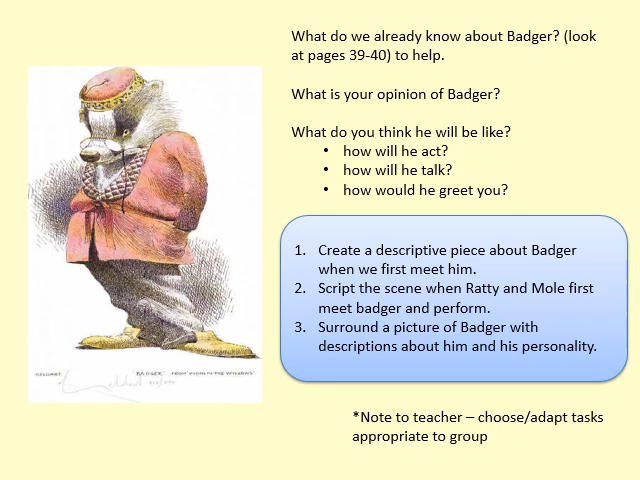 What do we already know about Badger? (look
at pages 39-40) to help.
What is your opinion of Badger?
What do you think he will be like?
• how will he act?
• how will he talk?
• how would he greet you?
1. Create a descriptive piece about Badger
when we first meet him.
2. Script the scene when Ratty and Mole first
meet badger and perform.
3. Surround a picture of Badger with
descriptions about him and his personality.
*Note to teacher – choose/adapt tasks
appropriate to group
BADGER